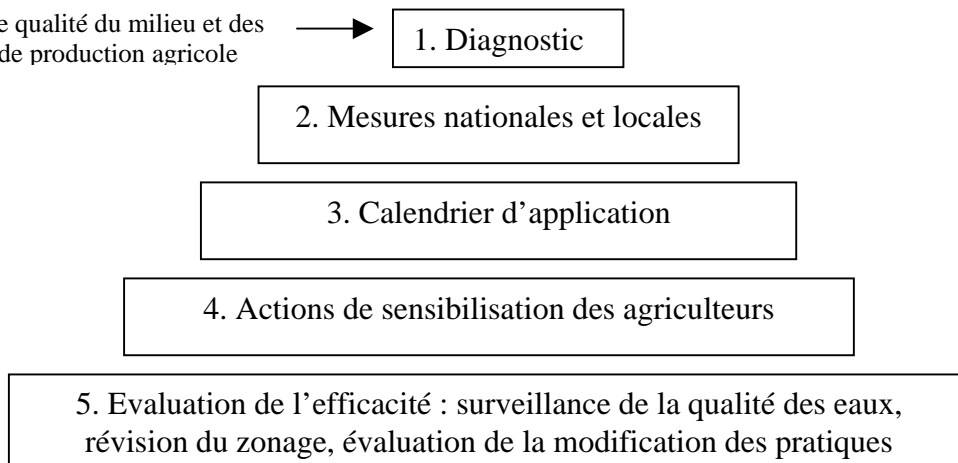 e qualité du milieu et des
de production agricole
1. Diagnostic
2. Mesures nationales et locales
3. Calendrier d’application
4. Actions de sensibilisation des agriculteurs
5. Evaluation de l’efficacité : surveillance de la qualité des eaux,
révision du zonage, évaluation de la modification des pratiques